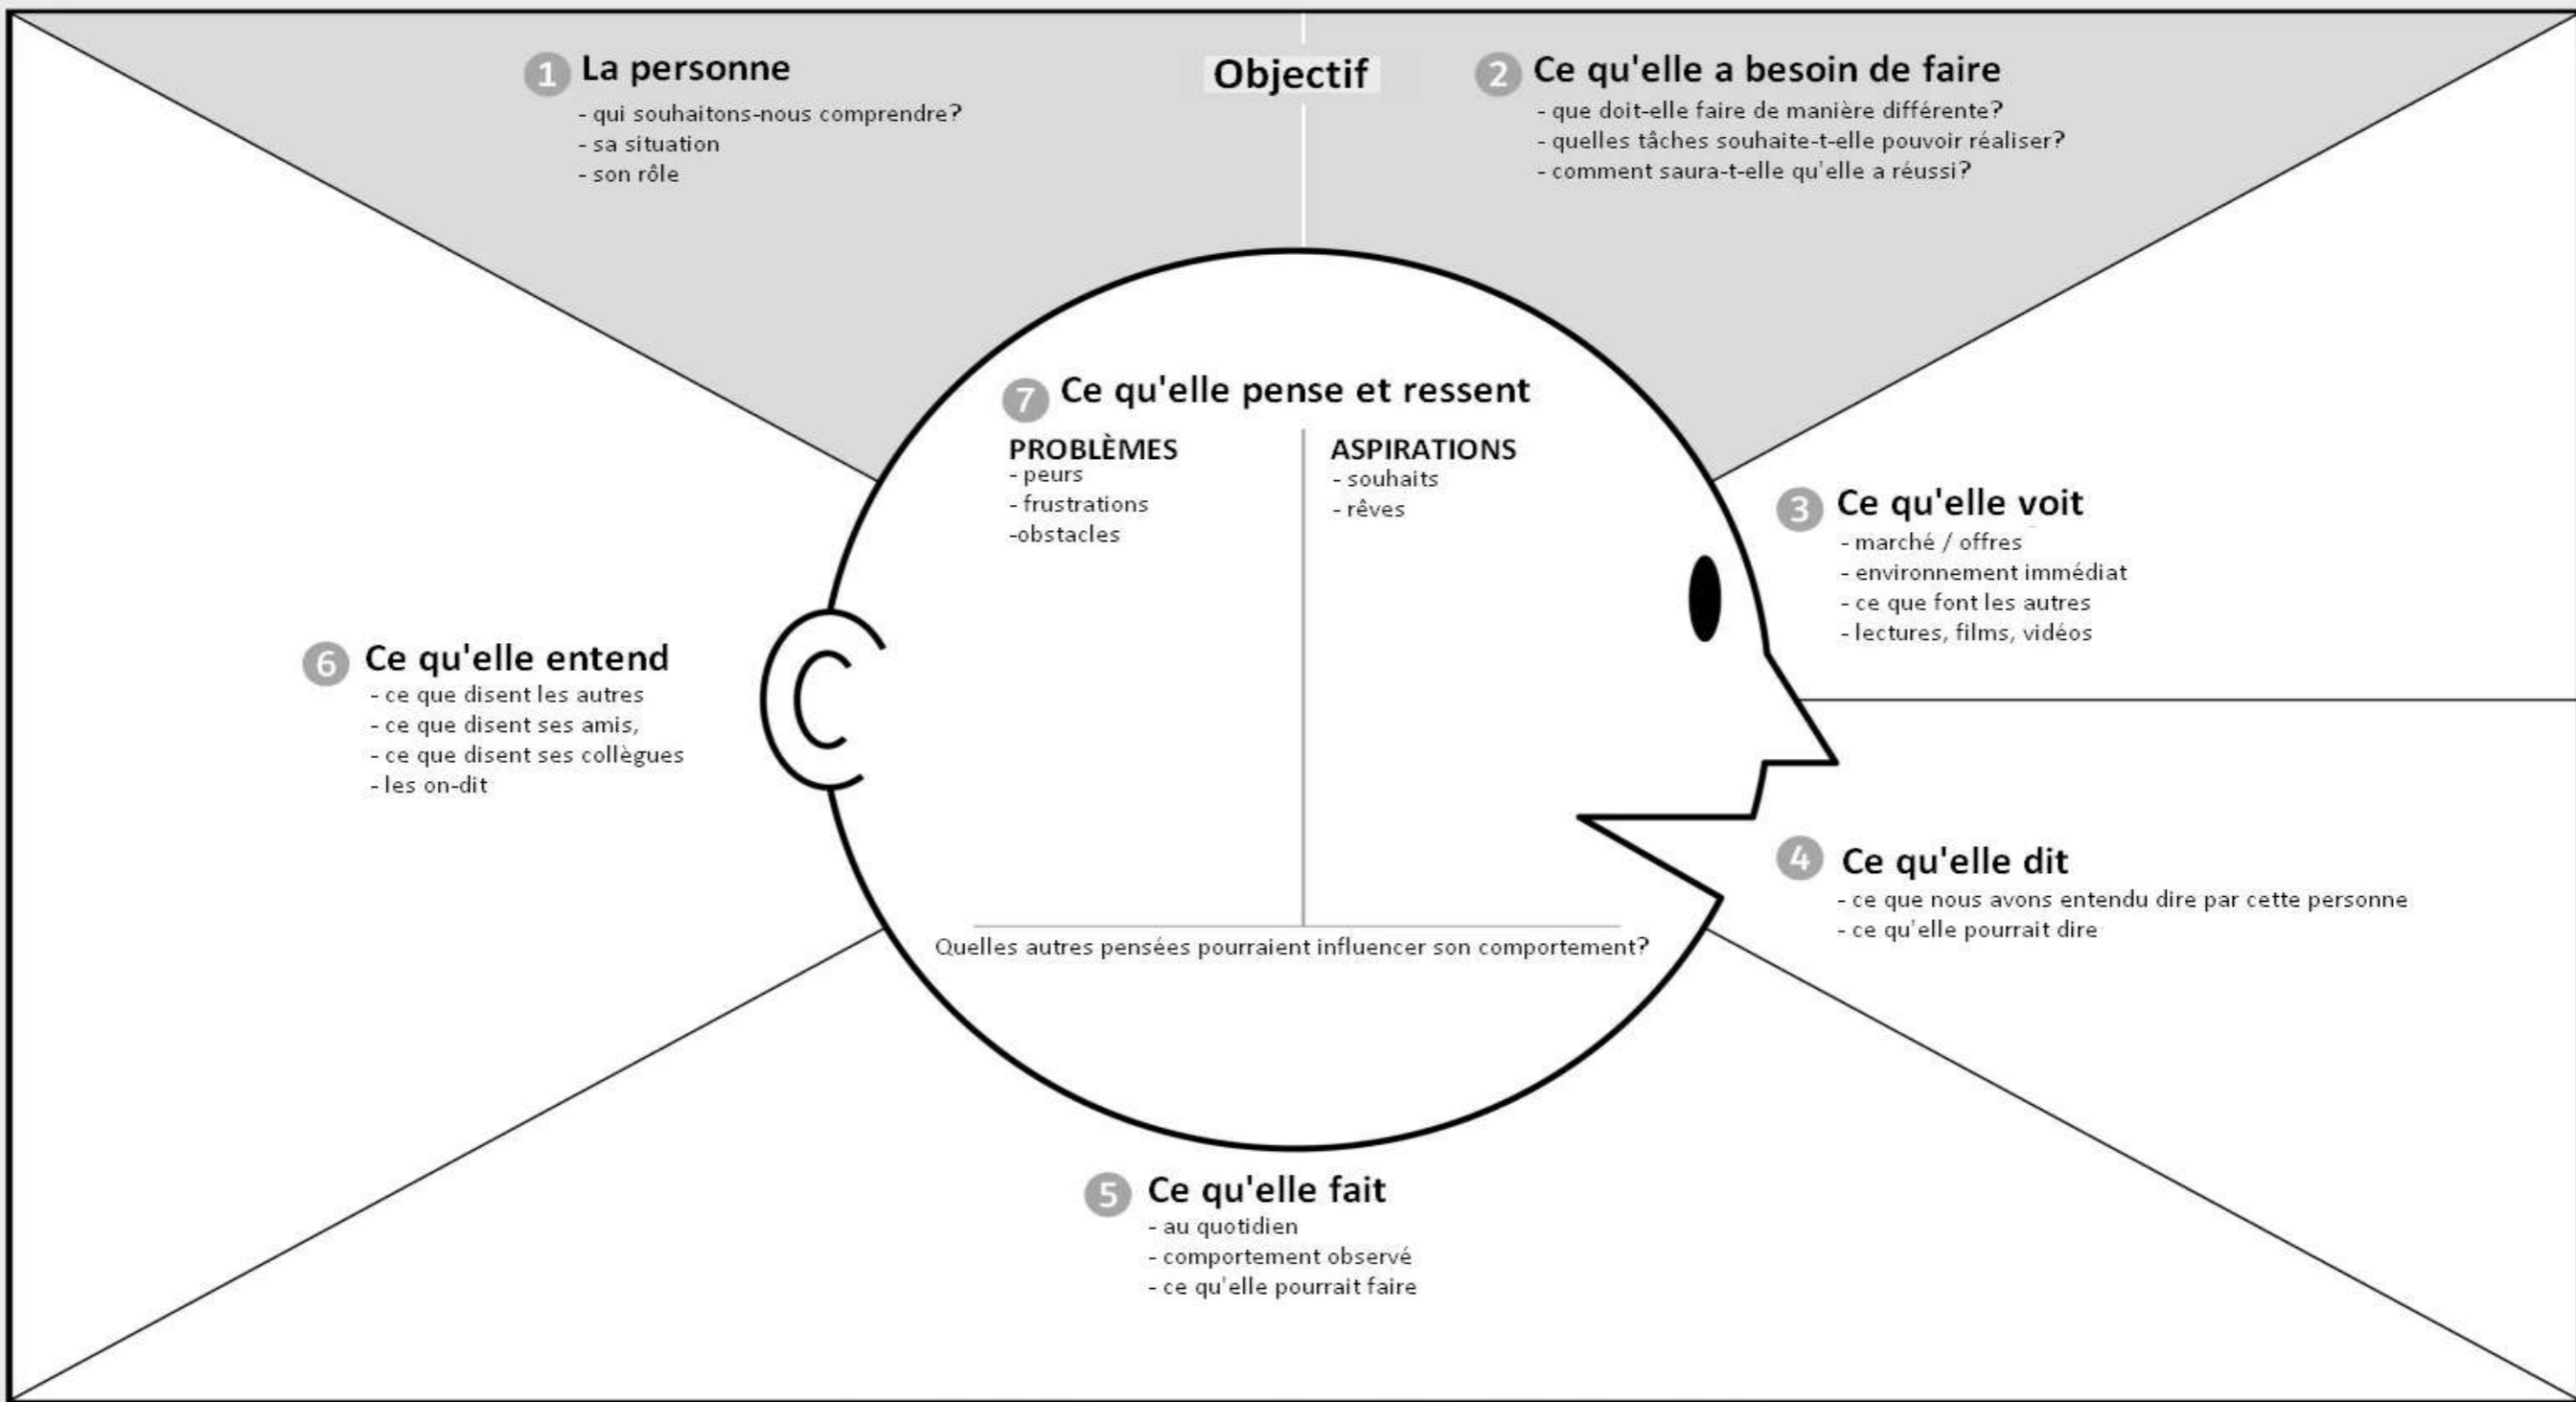 Objectif
1 La personne
- qui souhaitons-nous comprendre?
- sa situation
- son rôle
2 Ce qu'elle a besoin de faire
- que doit-elle faire de manière différente?
- quelles tâches souhaite-t-elle pouvoir réaliser?
- comment saura-t-elle qu'elle a réussi?
3 Ce qu'elle voit
- marché / offres
- environnement immédiat
- ce que font les autres
- lectures, films, vidéos
4 Ce qu'elle dit
- ce que nous avons entendu dire par cette personne
- ce qu'elle pourrait dire
5 Ce qu'elle fait
- au quotidien
- comportement observé
- ce qu'elle pourrait faire
6 Ce qu'elle entend
- ce que disent les autres
- ce que disent ses amis,
- ce que disent ses collègues
- les on-dit
7 Ce qu'elle pense et ressent
PROBLÈMES
- peurs
- frustrations
-obstacles
ASPIRATIONS
- souhaits
- rêves
Quelles autres pensées pourraient influencer son comportement?